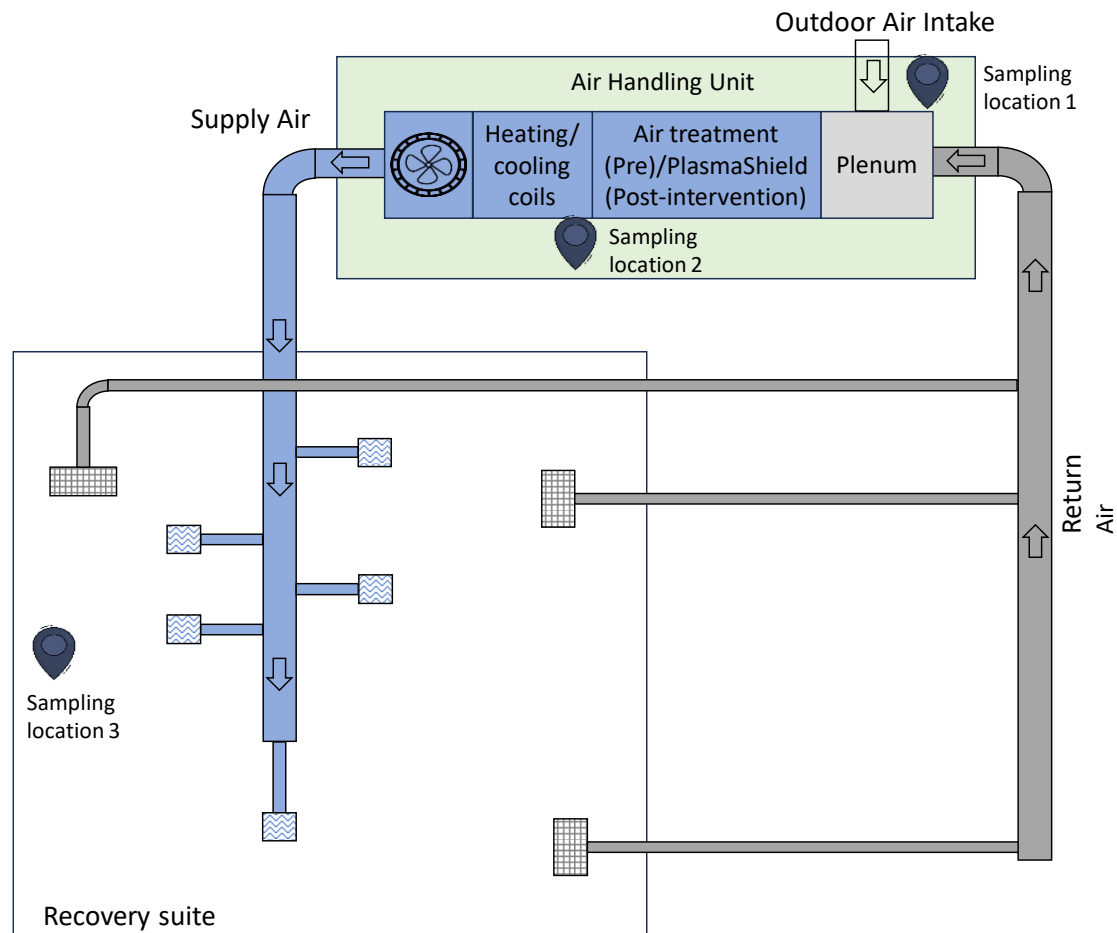 Outdoor Air Intake
Air Handling Unit
Sampling
location 1
Supply Air
Heating/
cooling
coils
Air treatment
(Pre)/PlasmaShield
(Post-intervention)
Plenum
Sampling
location 2
Return
Air
Sampling
location 3
Recovery suite